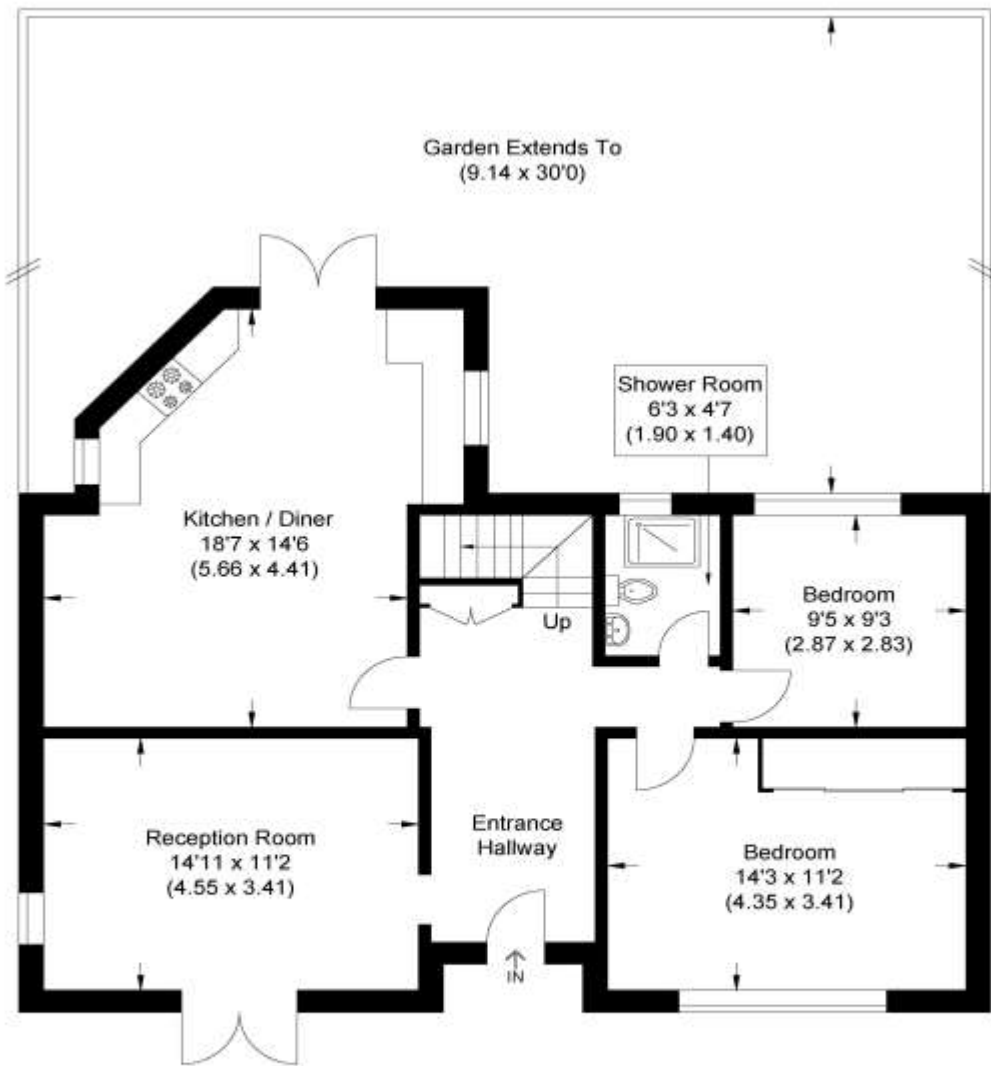 Garden Extends To
(9.14 x 30'0)
Shower Room
6'3 x 4'7
(1.90 x 1.40)
Kitchen / Diner
18'7 x 14'6
(5.66 x 4.41)
Bedroom
9'5 x 9'3
(2.87 x 2.83)
Up
Reception Room
14'11 x 11'2
(4.55 x 3.41)
Entrance
Hallway
Bedroom
14'3 x 11'2
(4.35 x 3.41)
IN